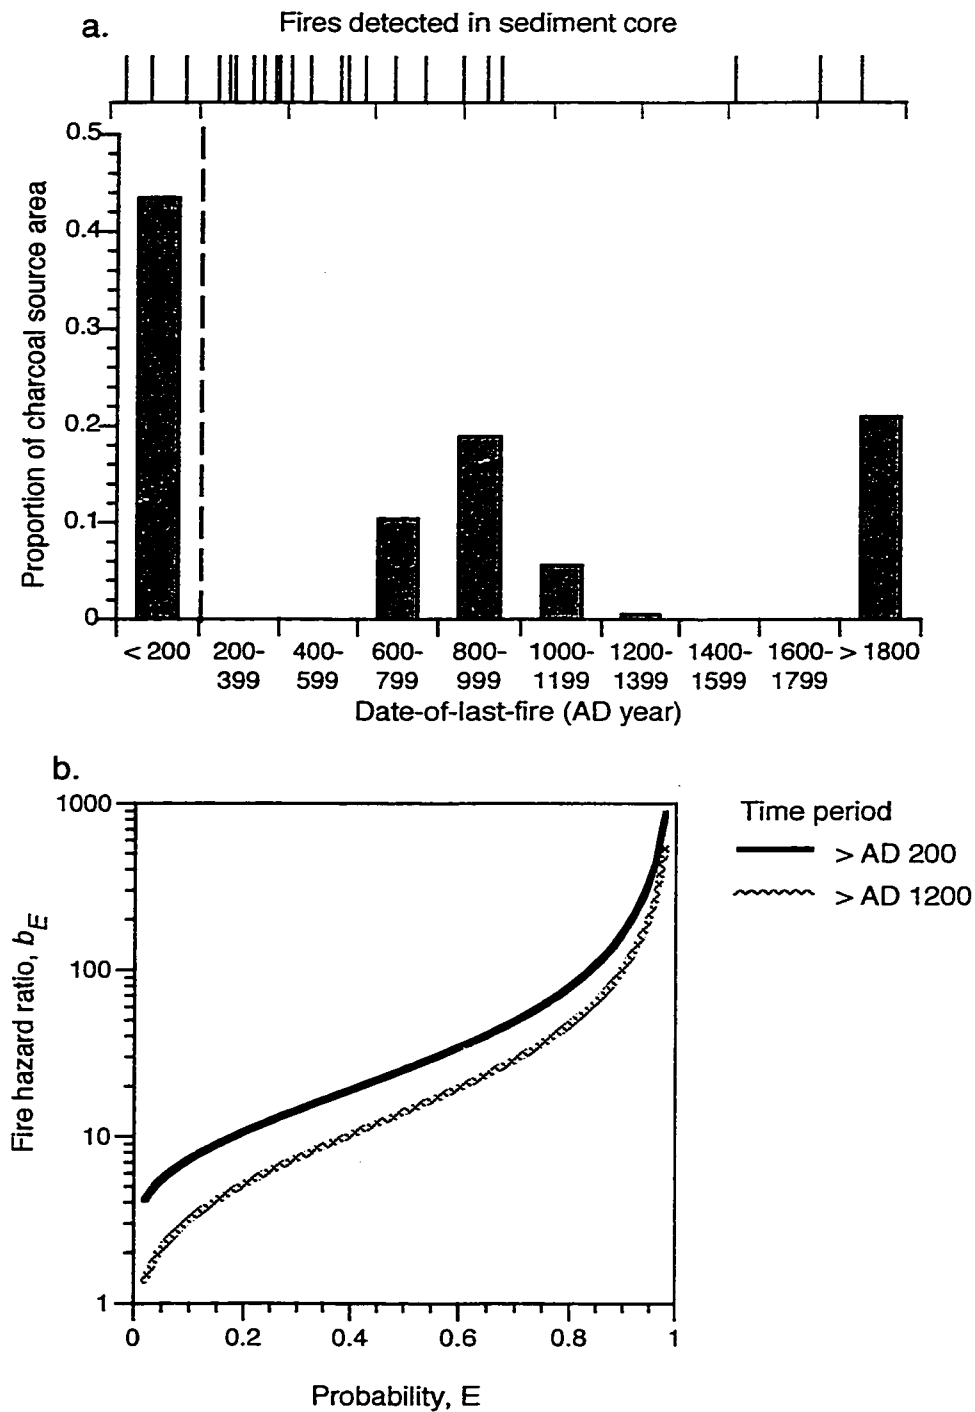 a.
Fires detected in sediment core
0.5
0.4
0.3
0.2
0.1
0
Proportion of charcoal source area
< 200 200- 400- 600- 800- 1000- 1200- 1400- 1600- > 1800
399 599 799 999 1199 1399 1599 1799
Date-of-last-fire (AD year)
b.
1000
100
10
1
Fire hazard ratio, bE
0 0.2 0.4 0.6 0.8 1
Probability, E
Time period
> AD 200
> AD 1200